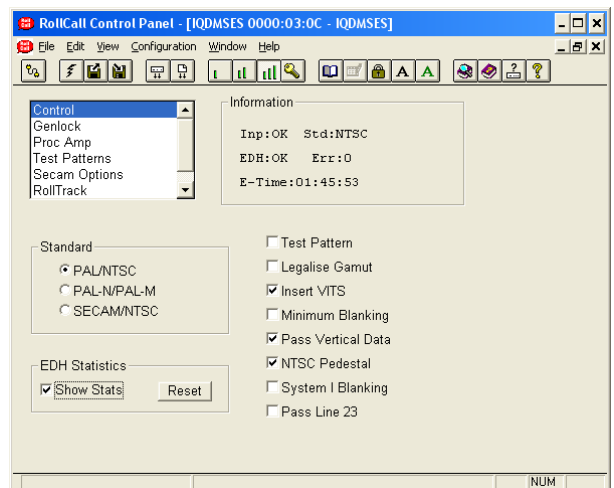 RollCall Control Panel - [IQDMSES 0000:03:0C - IQDMSES]
File Edit View Configuration Window Help
A A ?
Control
Genlock
Proc Amp
Test Patterns
Secam Options
RollTrack
Information
Inp:OK Std:NTSC
EDH:OK Err:0
E-Time:01:45:53
Standard
PAL/NTSC
PAL-N/PAL-M
SECAM/NTSC
EDH Statistics
Show Stats Reset
Test Pattern
Legalise Gamut
Insert VITS
Minimum Blanking
Pass Vertical Data
NTSC Pedestal
System I Blanking
Pass Line 23
NUM